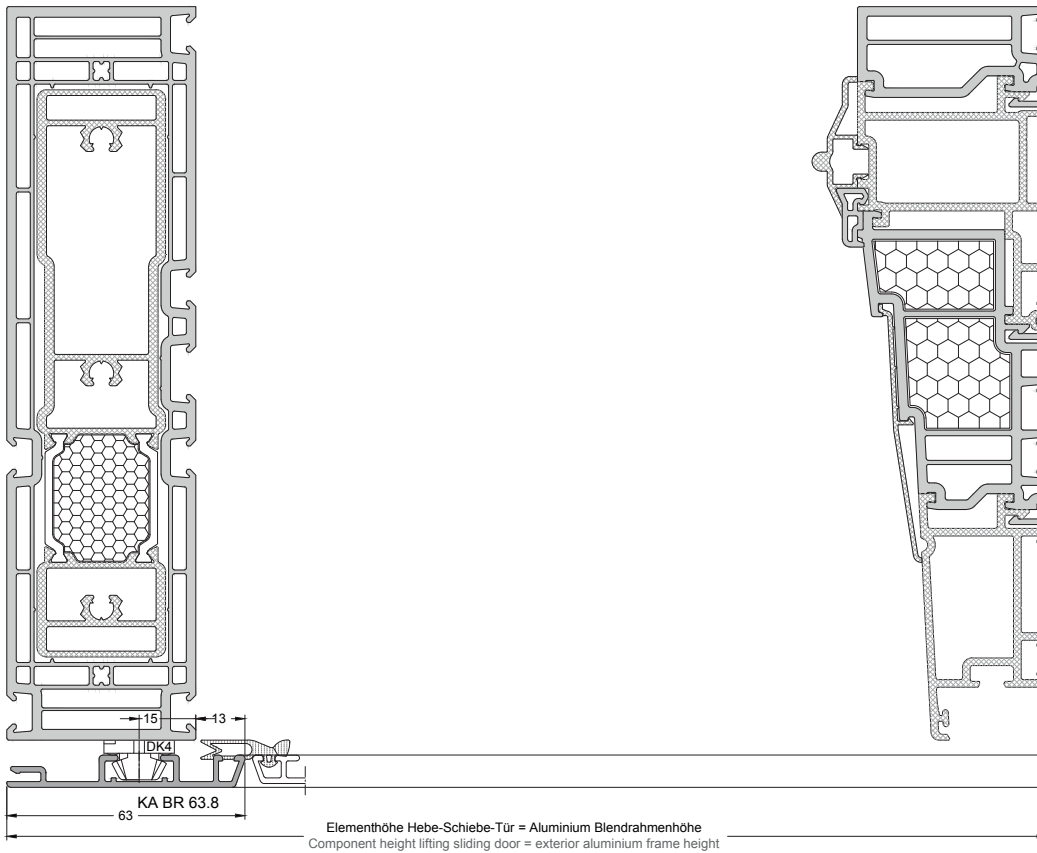 15
13
DK4
KA BR 63.8
63
Elementhöhe Hebe-Schiebe-Tür = Aluminium Blendrahmenhöhe
Component height lifting sliding door = exterior aluminium frame height